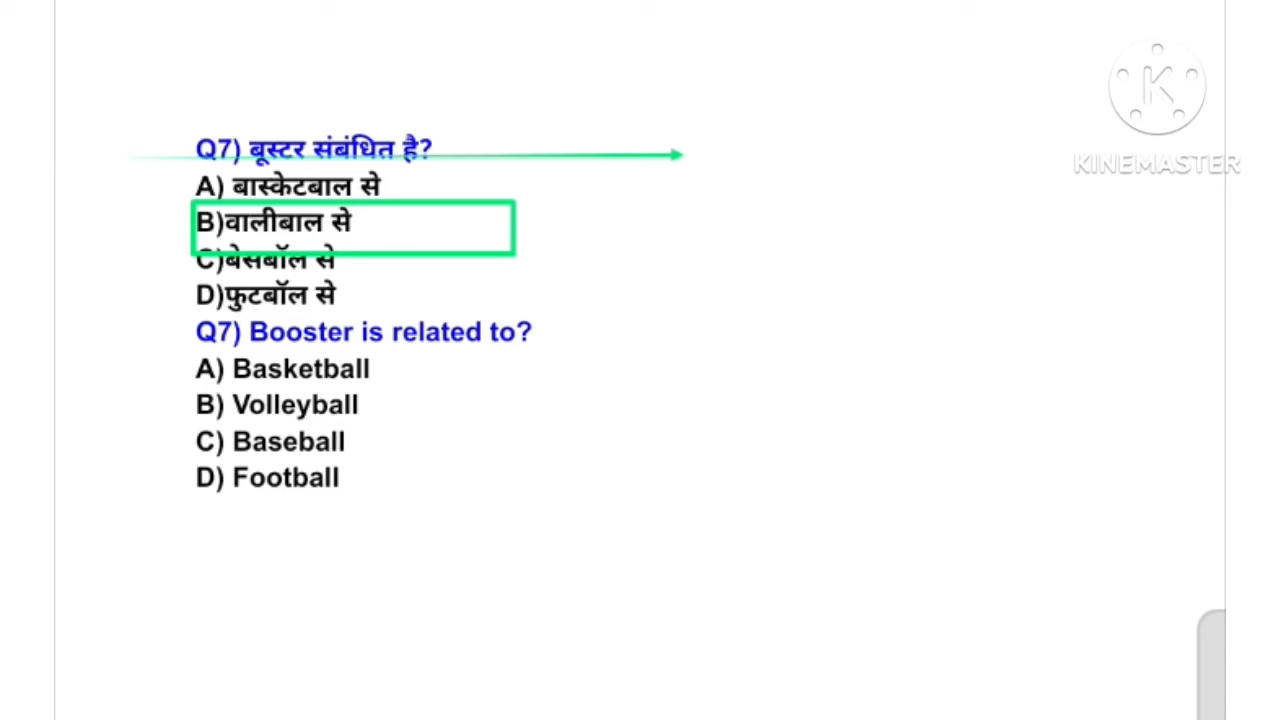 Q7) बूस्टर संबंधित है?
A) बास्केटबाल से
B)वालीबाल से
C)बेसबॉल से
D)फुटबॉल से
Q7) Booster is related to?
A) Basketball
B) Volleyball
C) Baseball
D) Football
KINEMASTER